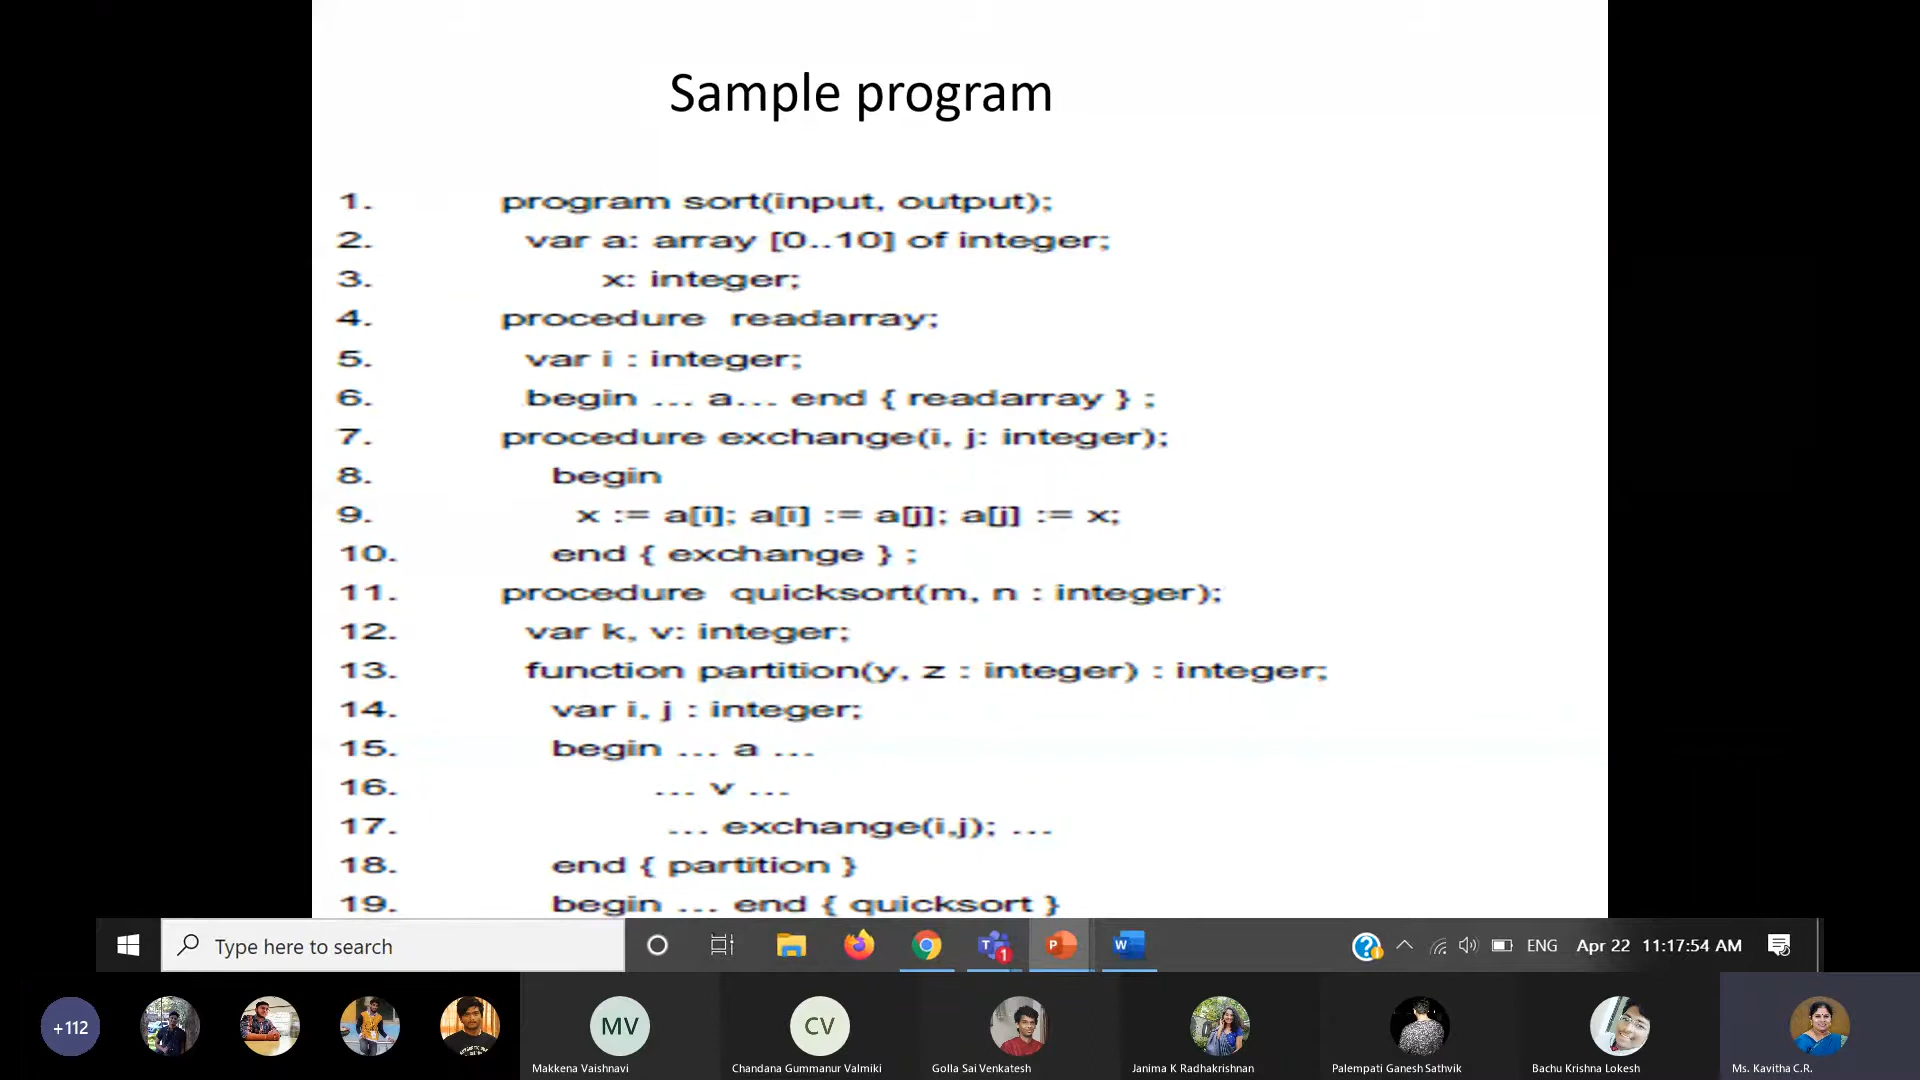 Sample program
1. program sort(input, output);
2. var a: array [0..10] of integer;
3. x: integer;
4. procedure readarray;
5. var i : integer;
6. begin ... a... end { readarray } ;
7. procedure exchange(i, j: integer);
8. begin
9. x := a[i]; a[i] := a[j]; a[j] := x;
10. end { exchange } ;
11. procedure quicksort(m, n : integer);
12. var k, v: integer;
13. function partition(y, z : integer) : integer;
14. var i, j : integer;
15. begin ... a ...
16. ... v ...
17. ... exchange(i,j); ...
18. end { partition }
19. begin ... end { quicksort }
Type here to search
T 1 P W ? ENG Apr 22 11:17:54 AM
+112 MV CV
Makkena Vaishnavi Chandana Gummanur Valmiki Golla Sai Venkatesh Janima K Radhakrishnan Palempati Ganesh Sathvik Bachu Krishna Lokesh Ms. Kavitha C.R.